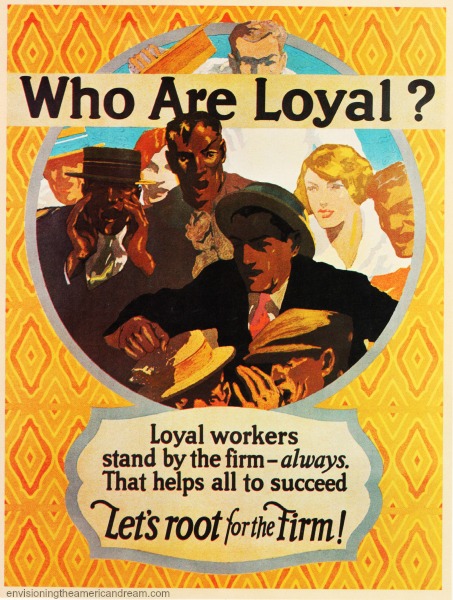 Who Are Loyal?
Loyal workers
stand by the firm – always.
That helps all to succeed
Let's root for the Firm!
envisioningtheamericandream.com